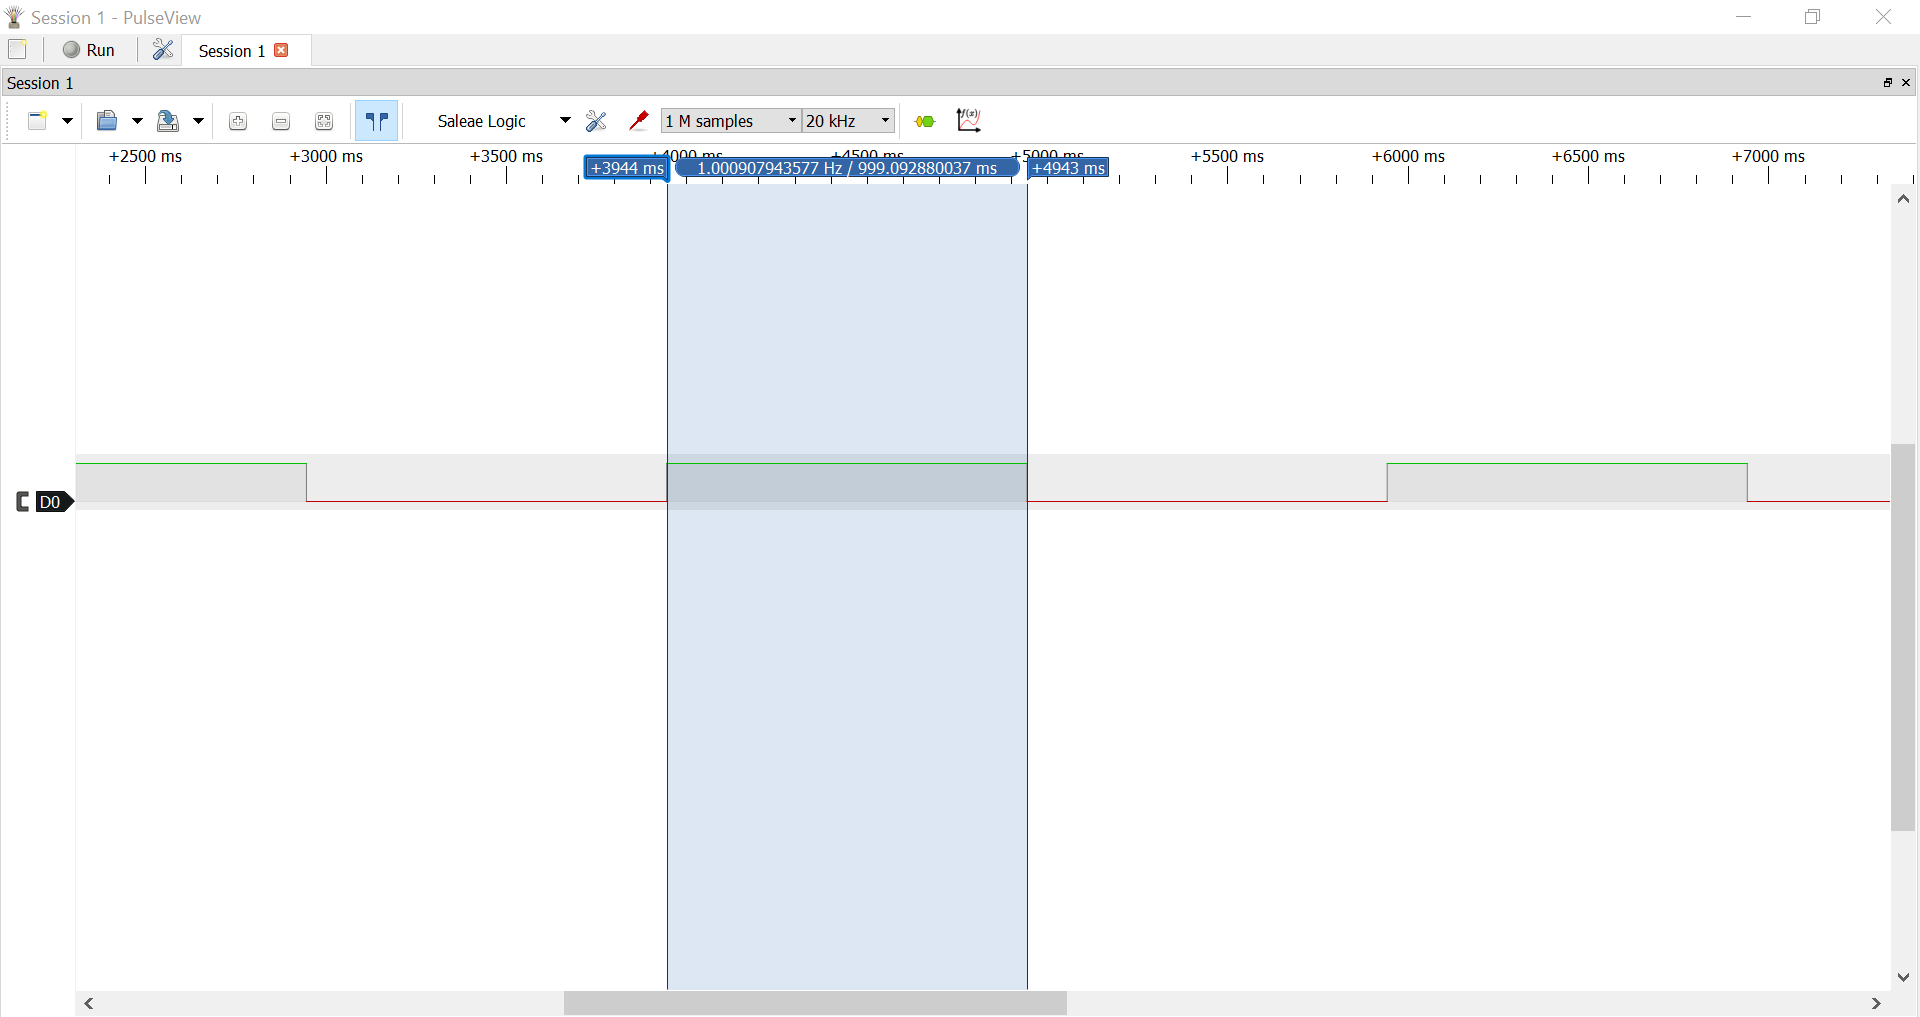 Session 1 - PulseView
Run
Session 1
Session 1
Saleae Logic
1 M samples
20 kHz
f(x)
+2500 ms +3000 ms +3500 ms +4000 ms +4500 ms +5000 ms +5500 ms +6000 ms +6500 ms +7000 ms
+3944 ms 1.000907943577 Hz / 999.092880037 ms +4943 ms
D0